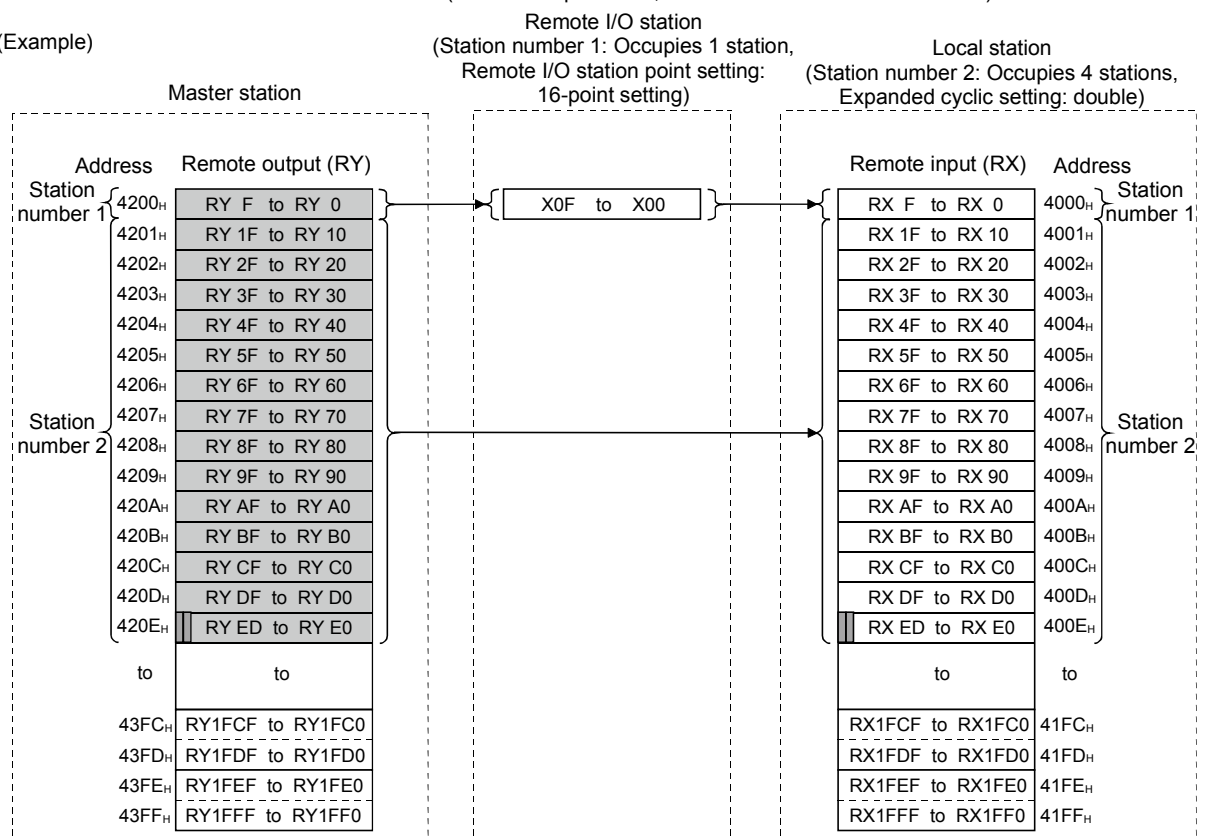 (Example)
Remote I/O station
(Station number 1: Occupies 1 station,
Remote I/O station point setting:
16-point setting)
Local station
(Station number 2: Occupies 4 stations,
Expanded cyclic setting: double)
Master station
Address Remote output (RY) Remote input (RX) Address
Station number 1 4200H RY F to RY 0 X0F to X00 RX F to RX 0 4000H Station number 1
4201H RY 1F to RY 10 RX 1F to RX 10 4001H
4202H RY 2F to RY 20 RX 2F to RX 20 4002H
4203H RY 3F to RY 30 RX 3F to RX 30 4003H
4204H RY 4F to RY 40 RX 4F to RX 40 4004H
4205H RY 5F to RY 50 RX 5F to RX 50 4005H
4206H RY 6F to RY 60 RX 6F to RX 60 4006H
Station number 2 4207H RY 7F to RY 70 RX 7F to RX 70 4007H Station number 2
4208H RY 8F to RY 80 RX 8F to RX 80 4008H
4209H RY 9F to RY 90 RX 9F to RX 90 4009H
420AH RY AF to RY A0 RX AF to RX A0 400AH
420BH RY BF to RY B0 RX BF to RX B0 400BH
420CH RY CF to RY C0 RX CF to RX C0 400CH
420DH RY DF to RY D0 RX DF to RX D0 400DH
420EH RY ED to RY E0 RX ED to RX E0 400EH
to to to to
43FCH RY1FCF to RY1FC0 RX1FCF to RX1FC0 41FCH
43FDH RY1FDF to RY1FD0 RX1FDF to RX1FD0 41FDH
43FEH RY1FEF to RY1FE0 RX1FEF to RX1FE0 41FEH
43FFH RY1FFF to RY1FF0 RX1FFF to RX1FF0 41FFH